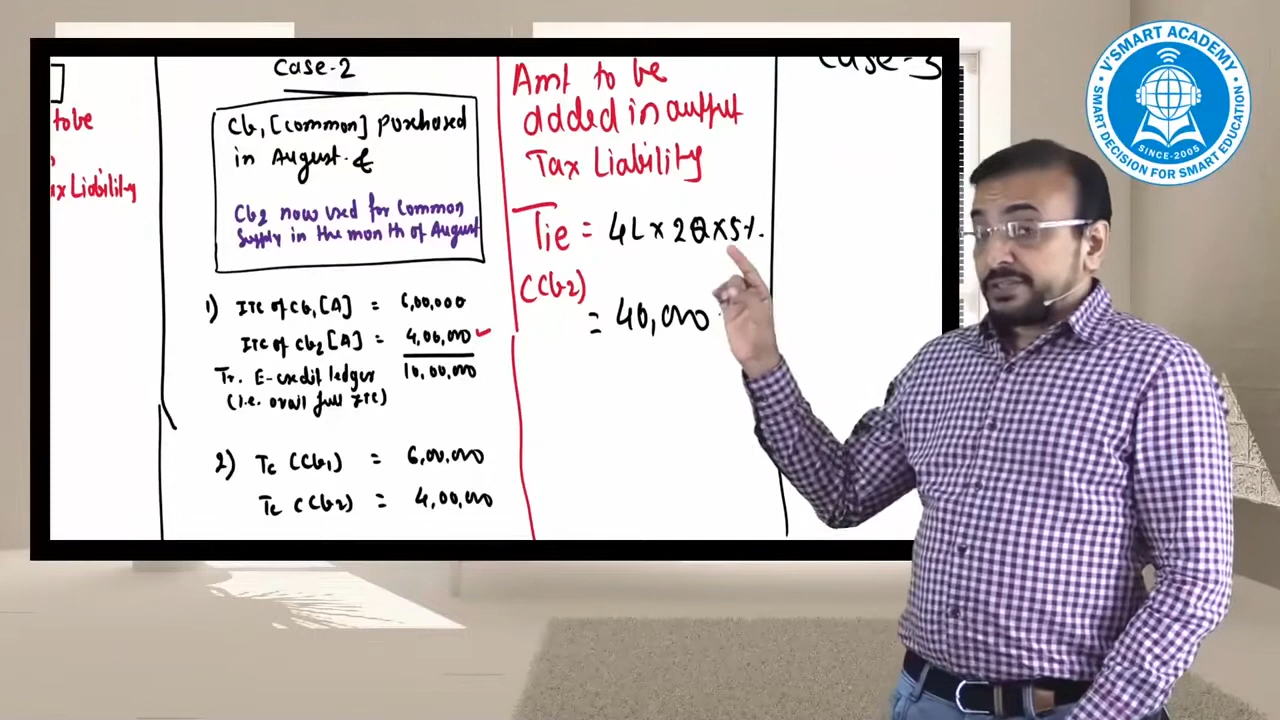 tobe
ax Liability
Case-2
CG1 [common] purchased
in August. &
CG2 now used for Common
Supply in the month of August
1) ITC of CG1 [A] = 6,00,000
ITC of CG2 [A] = 4,00,000 ✓
Tr. E-credit ledger 10,00,000
(i.e. avail full ITC)
2) Tc (CG1) = 6,00,000
Tc (CG2) = 4,00,000
Amt to be
added in output
Tax Liability
Tie = 4L x 2Q x 5%.
(CG2)
= 40,000
Case-3
V'SMART ACADEMY
SINCE-2005
SMART DECISION FOR SMART EDUCATION